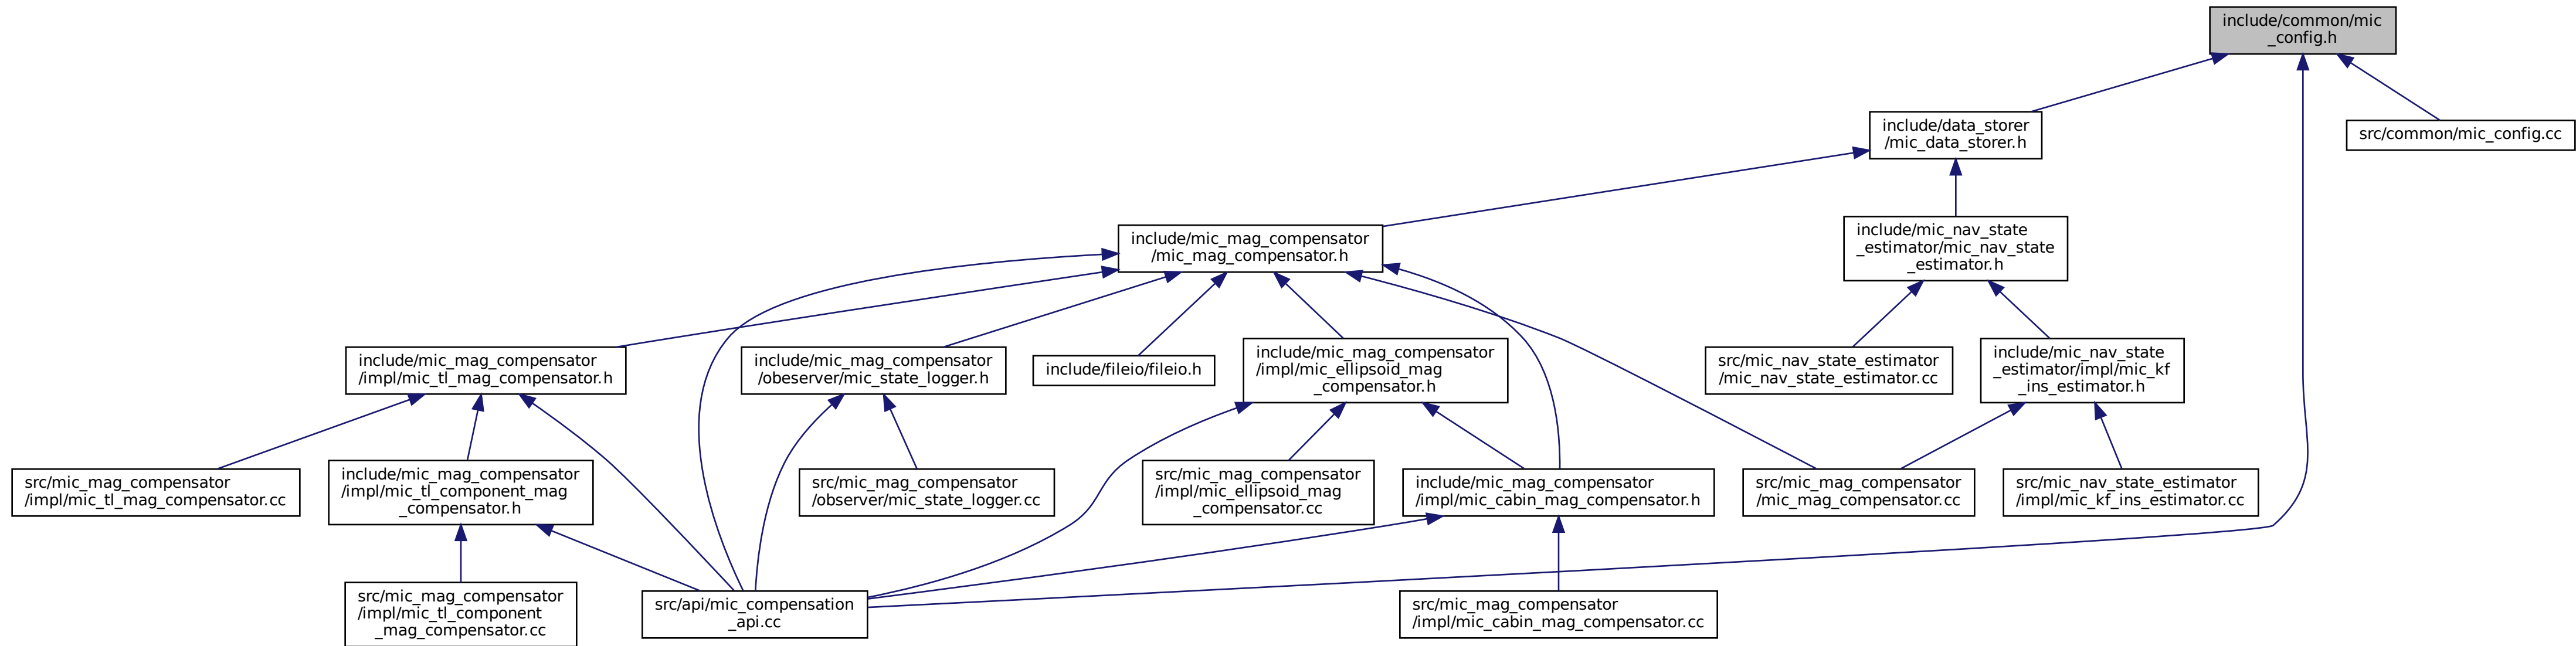 include/common/mic
_config.h
include/data_storer
/mic_data_storer.h
src/common/mic_config.cc
include/mic_mag_compensator
/mic_mag_compensator.h
include/mic_nav_state
_estimator/mic_nav_state
_estimator.h
include/mic_mag_compensator
/impl/mic_tl_mag_compensator.h
include/mic_mag_compensator
/obeserver/mic_state_logger.h
include/fileio/fileio.h
include/mic_mag_compensator
/impl/mic_ellipsoid_mag
_compensator.h
src/mic_nav_state_estimator
/mic_nav_state_estimator.cc
include/mic_nav_state
_estimator/impl/mic_kf
_ins_estimator.h
src/mic_mag_compensator
/impl/mic_tl_mag_compensator.cc
include/mic_mag_compensator
/impl/mic_tl_component_mag
_compensator.h
src/mic_mag_compensator
/observer/mic_state_logger.cc
src/mic_mag_compensator
/impl/mic_ellipsoid_mag
_compensator.cc
include/mic_mag_compensator
/impl/mic_cabin_mag_compensator.h
src/mic_mag_compensator
/mic_mag_compensator.cc
src/mic_nav_state_estimator
/impl/mic_kf_ins_estimator.cc
src/mic_mag_compensator
/impl/mic_tl_component
_mag_compensator.cc
src/api/mic_compensation
_api.cc
src/mic_mag_compensator
/impl/mic_cabin_mag_compensator.cc